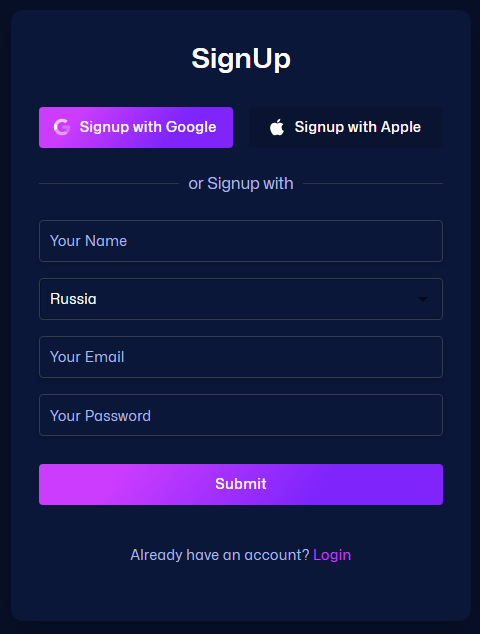 SignUp
Signup with Google
Signup with Apple
or Signup with
Your Name
Russia
Your Email
Your Password
Submit
Already have an account? Login